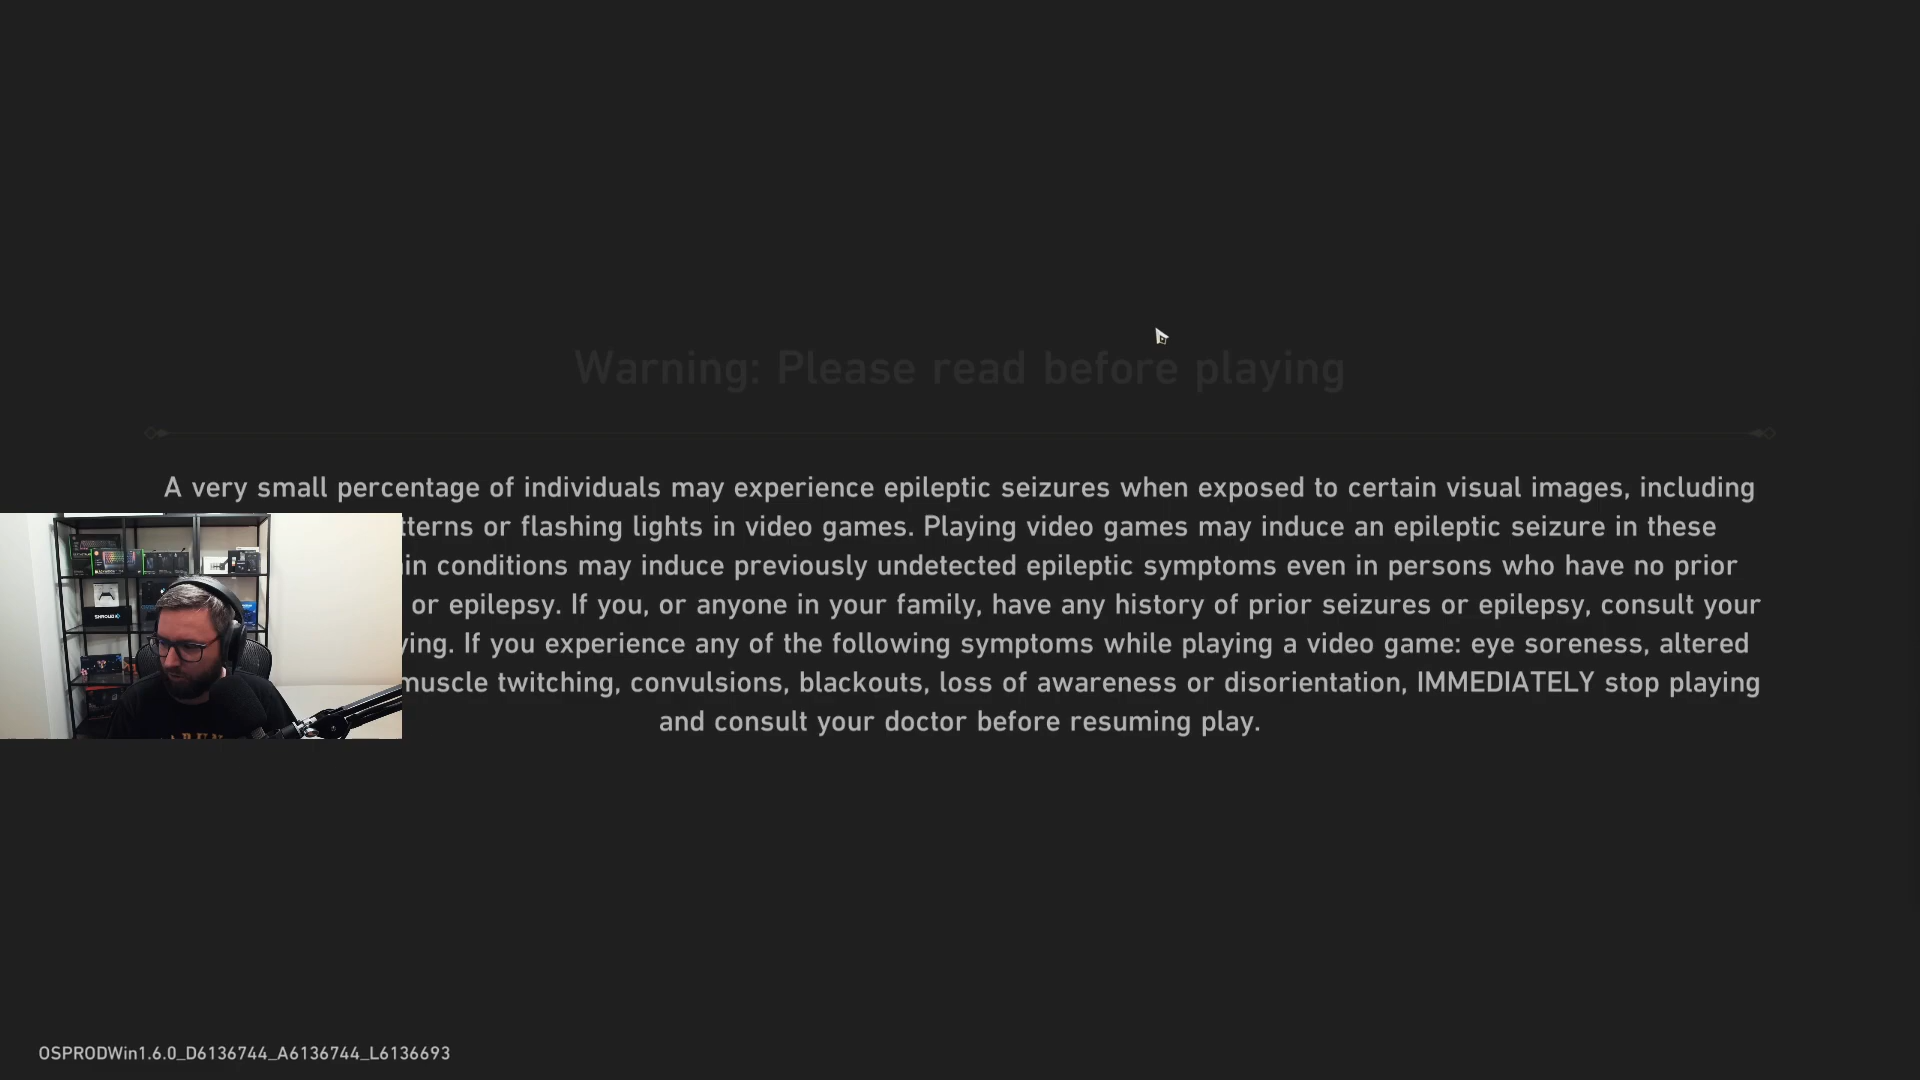 Warning: Please read before playing
A very small percentage of individuals may experience epileptic seizures when exposed to certain visual images, including
or flashing lights in video games. Playing video games may induce an epileptic seizure in these
conditions may induce previously undetected epileptic symptoms even in persons who have no prior
or epilepsy. If you, or anyone in your family, have any history of prior seizures or epilepsy, consult your
If you experience any of the following symptoms while playing a video game: eye soreness, altered
muscle twitching, convulsions, blackouts, loss of awareness or disorientation, IMMEDIATELY stop playing
and consult your doctor before resuming play.
SHROUD
OSPRODWin1.6.0_D6136744_A6136744_L6136693